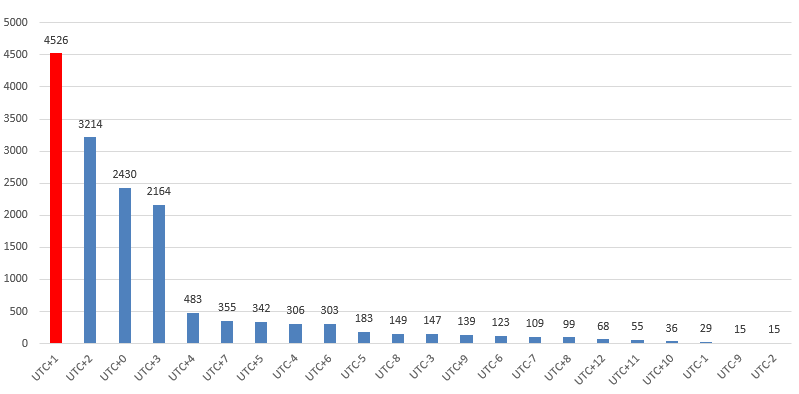 5000
4500
4000
3500
3000
2500
2000
1500
1000
500
0
4526
3214
2430
2164
483
355
342
306
303
183
149
147
139
123
109
99
68
55
36
29
15
15
UTC+1
UTC+2
UTC+0
UTC+3
UTC+4
UTC+7
UTC+5
UTC-4
UTC+6
UTC-5
UTC-8
UTC-3
UTC+9
UTC-6
UTC-7
UTC+8
UTC+12
UTC+11
UTC+10
UTC-1
UTC-9
UTC-2